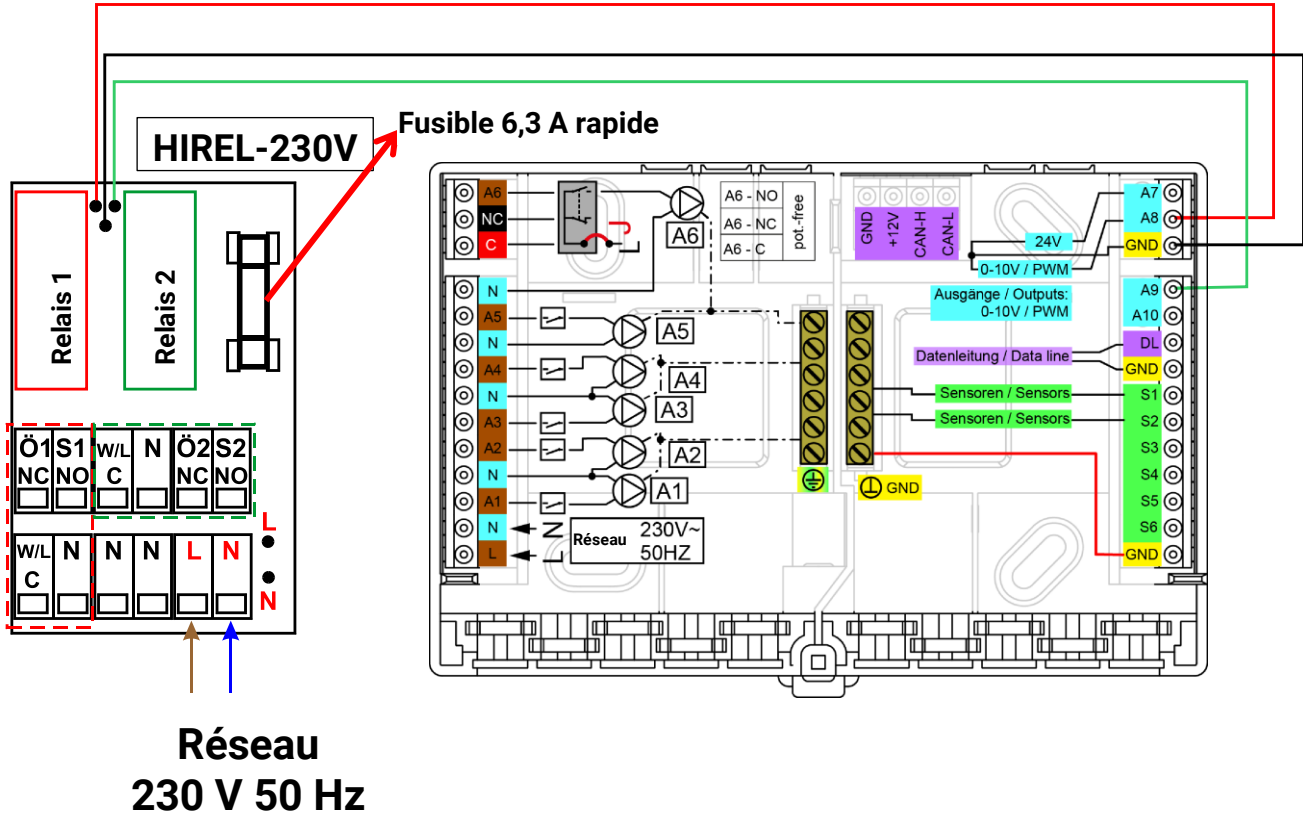 HIREL-230V
Fusible 6,3 A rapide
Relais 1
Relais 2
Ö1 S1 W/L N Ö2 S2
NC NO C NC NO
L
W/L N N N L N
C
N
Réseau
230 V 50 Hz
A6
NC
C
N
A5
N
A4
N
A3
A2
N
A1
N
L
A6
A5
A4
A3
A2
A1
N
L
Réseau 230V~
50HZ
A6 - NO
A6 - NC
A6 - C
pot.-free
GND
+12V
CAN-H
CAN-L
24V
0-10V / PWM
Ausgänge / Outputs:
0-10V / PWM
Datenleitung / Data line
Sensoren / Sensors
Sensoren / Sensors
GND
A7
A8
GND
A9
A10
DL
GND
S1
S2
S3
S4
S5
S6
GND